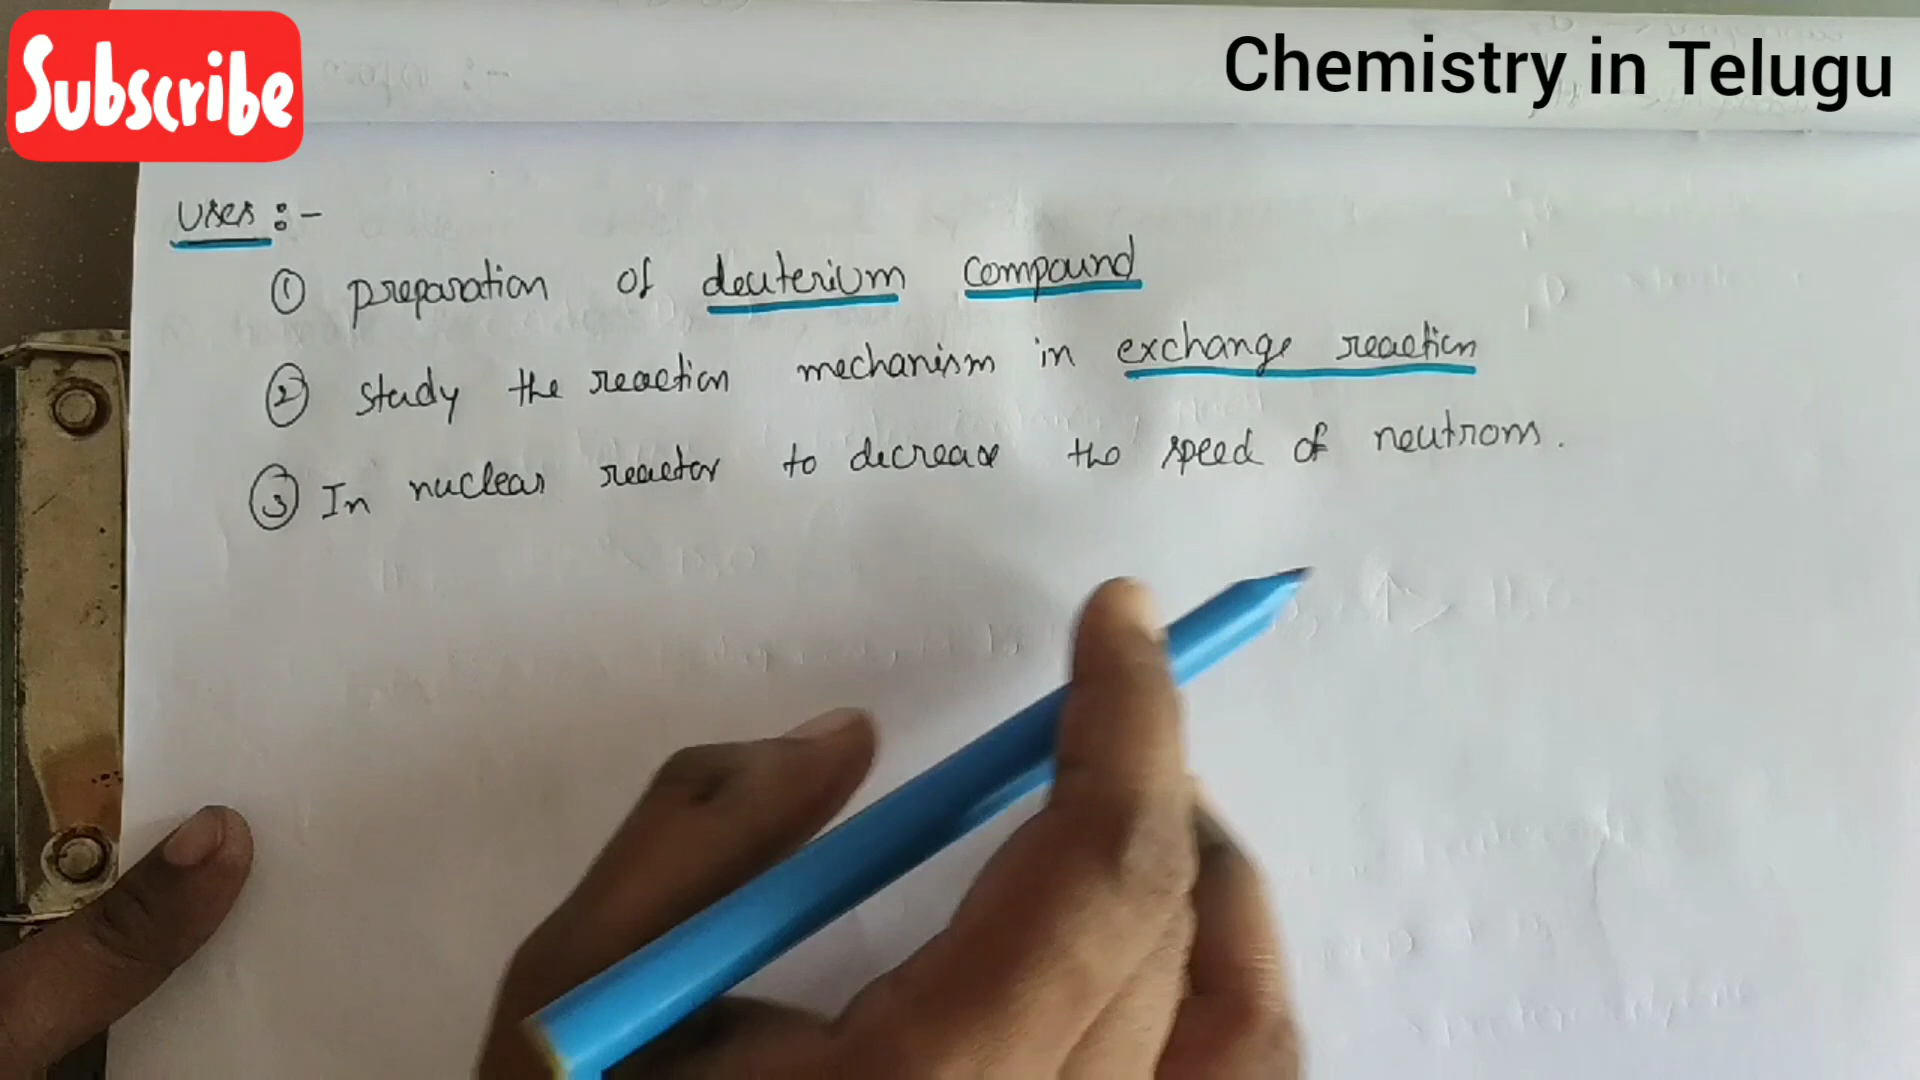 Subscribe
Chemistry in Telugu
Uses :-
① preparation of deuterium compound
② study the reaction mechanism in exchange reaction
③ In nuclear reactor to decrease the speed of neutrons.